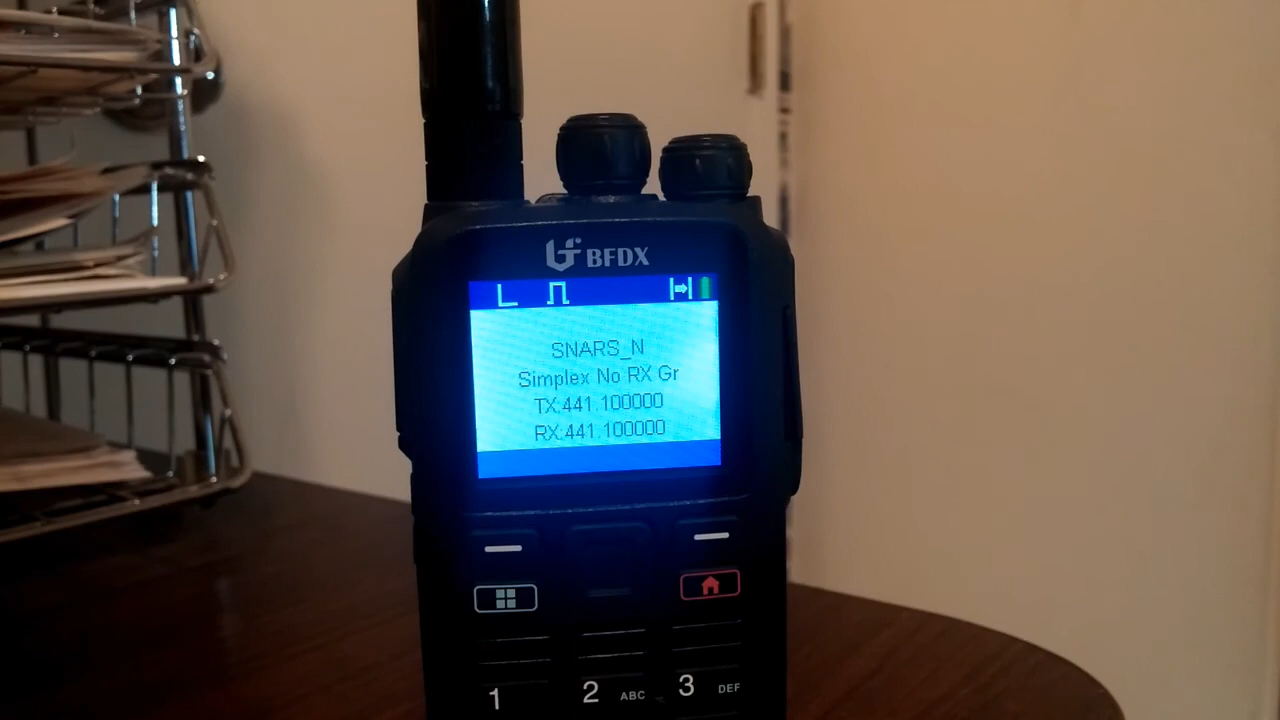 BFDX
L
SNARS_N
Simplex No RX Gr
TX:441.100000
RX:441.100000
1 2 ABC 3 DEF